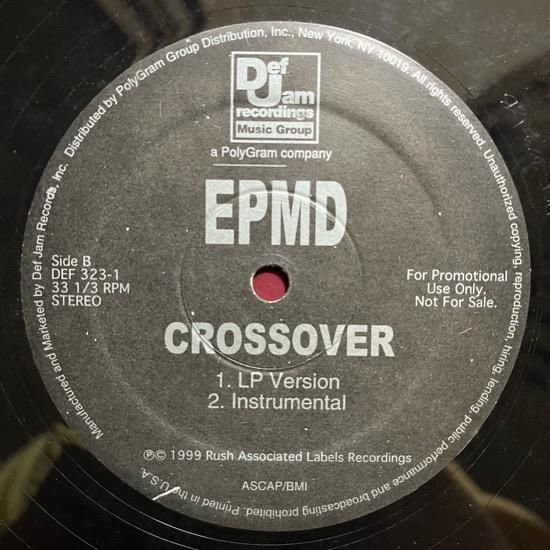 Manufactured and Marketed by Def Jam Records, Inc. Distributed by PolyGram Group Distribution, Inc., New York, NY 10019. All rights reserved. Unauthorized copying, reproduction, hiring, lending, public performance and broadcasting prohibited. Printed in the U.S.A.
Def
Jam
recordings
Music Group
a PolyGram company
EPMD
Side B
DEF 323-1
33 1/3 RPM
STEREO
For Promotional
Use Only.
Not For Sale.
CROSSOVER
1. LP Version
2. Instrumental
ⓅⒸ 1999 Rush Associated Labels Recordings
ASCAP/BMI